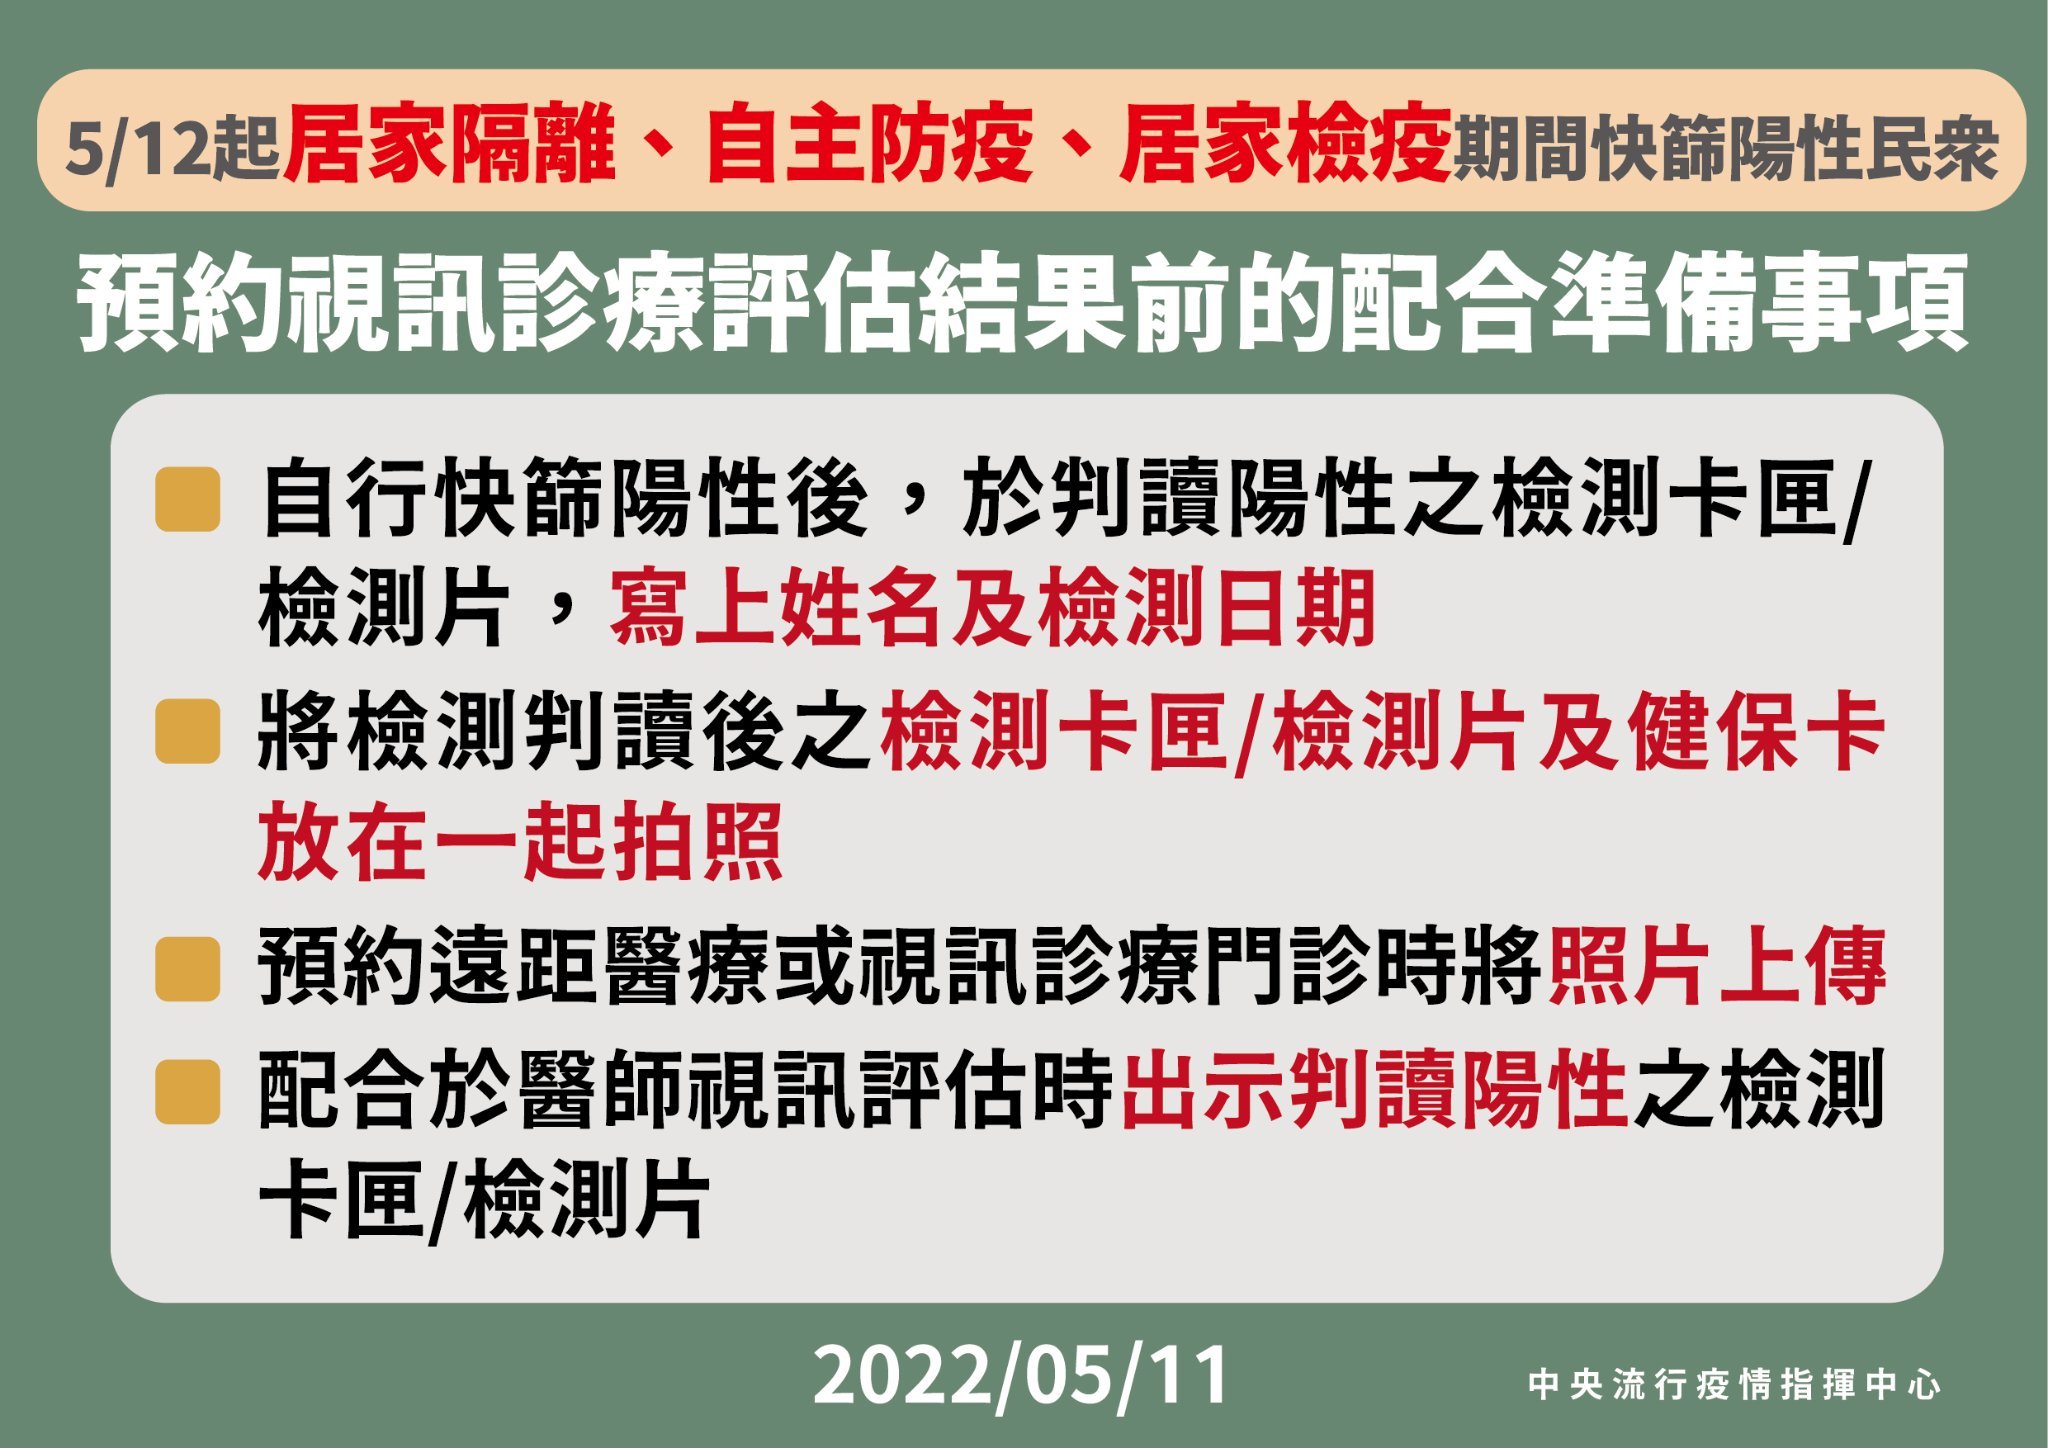 5/12起居家隔離、自主防疫、居家檢疫期間快篩陽性民眾
預約視訊診療評估結果前的配合準備事項
自行快篩陽性後，於判讀陽性之檢測卡匣/
檢測片，寫上姓名及檢測日期
將檢測判讀後之檢測卡匣/檢測片及健保卡
放在一起拍照
預約遠距醫療或視訊診療門診時將照片上傳
配合於醫師視訊評估時出示判讀陽性之檢測
卡匣/檢測片
2022/05/11
中央流行疫情指揮中心